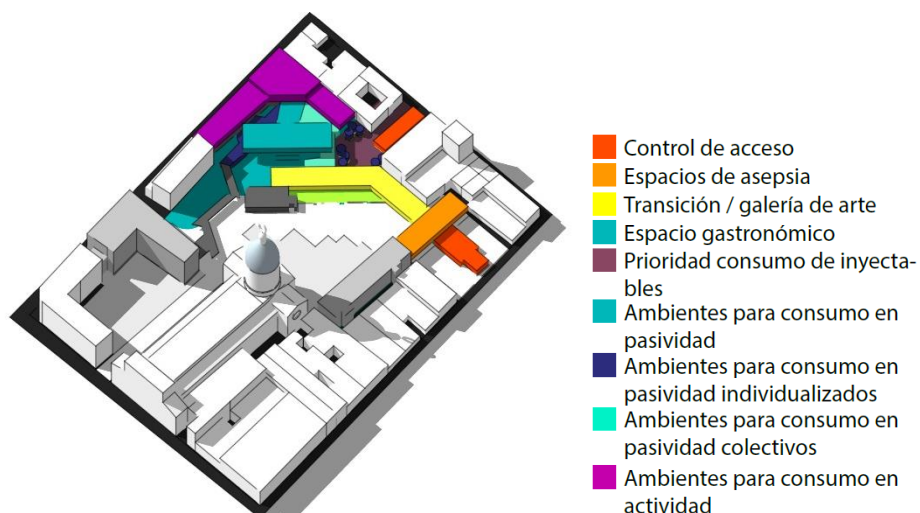 Control de acceso
Espacios de asepsia
Transición / galería de arte
Espacio gastronómico
Prioridad consumo de inyecta-
bles
Ambientes para consumo en
pasividad
Ambientes para consumo en
pasividad individualizados
Ambientes para consumo en
pasividad colectivos
Ambientes para consumo en
actividad